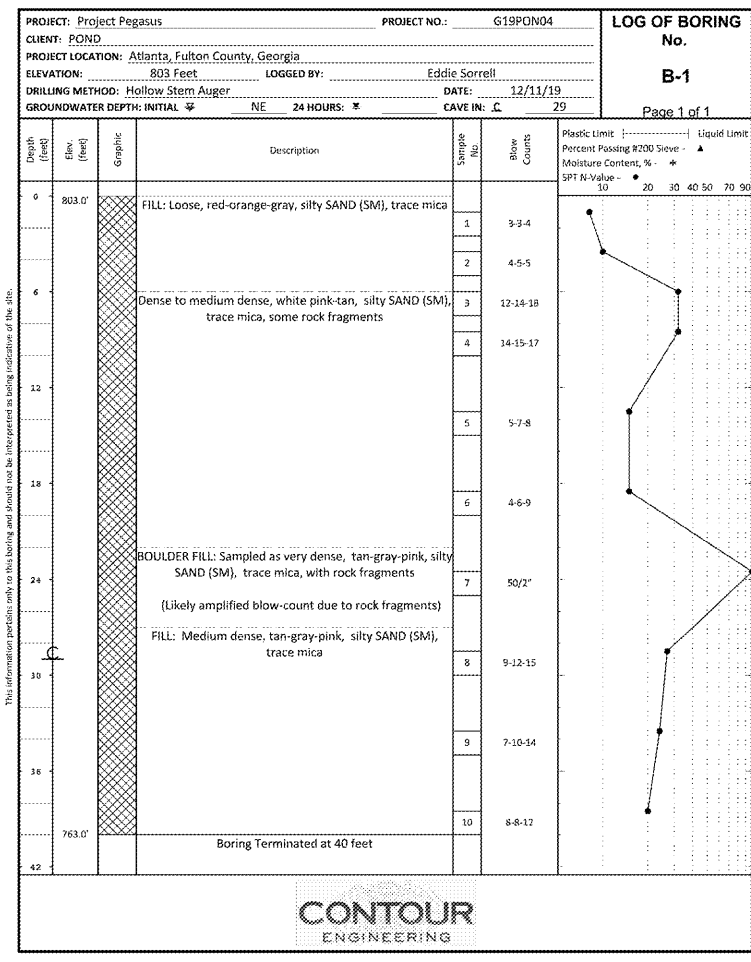 PROJECT: Project Pegasus PROJECT NO.: G19PON04
LOG OF BORING
No.
B-1
Page 1 of 1
CLIENT: POND
PROJECT LOCATION: Atlanta, Fulton County, Georgia
ELEVATION: 803 Feet LOGGED BY: Eddie Sorrell
DRILLING METHOD: Hollow Stem Auger DATE: 12/11/19
GROUNDWATER DEPTH: INITIAL NE 24 HOURS: CAVE IN: C 29
Depth (feet)
Elev. (feet)
Graphic
Description
Sample No.
Blow Counts
Plastic Limit Liquid Limit
Percent Passing #200 Sieve - ▲
Moisture Content, % - *
SPT N-Value - ●
10 20 30 40 50 70 90
0 803.0' FILL: Loose, red-orange-gray, silty SAND (SM), trace mica
1 3-3-4
2 4-5-5
6 Dense to medium dense, white pink-tan, silty SAND (SM), 3 12-14-18
trace mica, some rock fragments
4 14-15-17
12
5 5-7-8
18
6 4-6-9
BOULDER FILL: Sampled as very dense, tan-gray-pink, silty
SAND (SM), trace mica, with rock fragments
24 7 50/2"
(Likely amplified blow-count due to rock fragments)
FILL: Medium dense, tan-gray-pink, silty SAND (SM),
trace mica
C
8 9-12-15
30
9 7-10-14
36
10 8-8-12
763.0'
Boring Terminated at 40 feet
42
This information pertains only to this boring and should not be interpreted as being indicative of the site.
CONTOUR
ENGINEERING